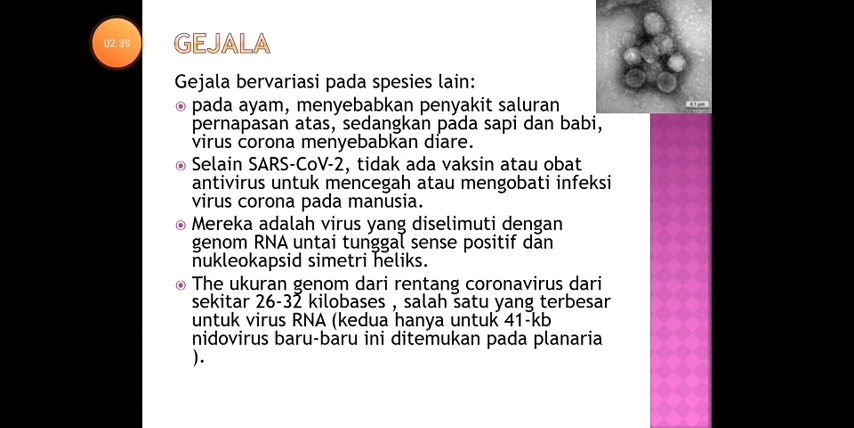 02.39
GEJALA
Gejala bervariasi pada spesies lain:
pada ayam, menyebabkan penyakit saluran
pernapasan atas, sedangkan pada sapi dan babi,
virus corona menyebabkan diare.
Selain SARS-CoV-2, tidak ada vaksin atau obat
antivirus untuk mencegah atau mengobati infeksi
virus corona pada manusia.
Mereka adalah virus yang diselimuti dengan
genom RNA untai tunggal sense positif dan
nukleokapsid simetri heliks.
The ukuran genom dari rentang coronavirus dari
sekitar 26-32 kilobases , salah satu yang terbesar
untuk virus RNA (kedua hanya untuk 41-kb
nidovirus baru-baru ini ditemukan pada planaria
).